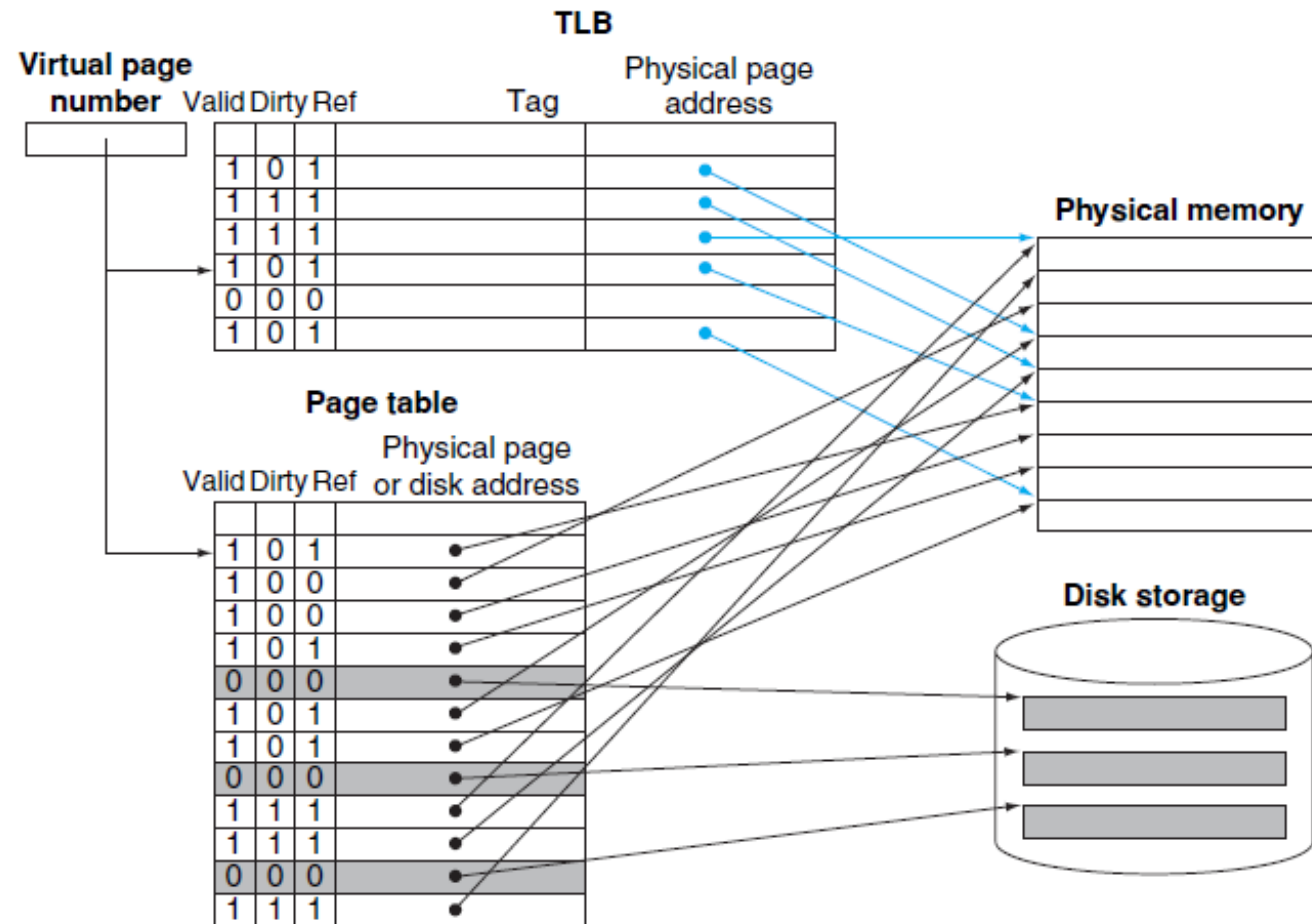 TLB
Virtual page
number
Valid Dirty Ref
Tag
Physical page
address
1 0 1
1 1 1
1 1 1
1 0 1
0 0 0
1 0 1
Physical memory
Page table
Valid Dirty Ref
Physical page
or disk address
1 0 1
1 0 0
1 0 0
1 0 1
0 0 0
1 0 1
1 0 1
0 0 0
1 1 1
1 1 1
0 0 0
1 1 1
Disk storage